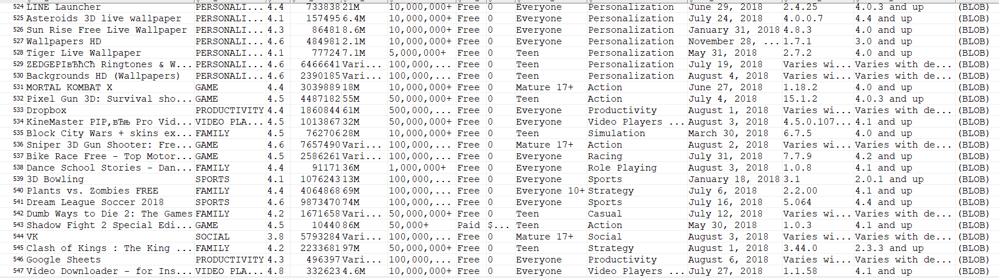 524 LINE Launcher PERSONALI... 4.4 733838 21M 10,000,000+ Free 0 Everyone Personalization June 29, 2018 2.4.25 4.0.3 and up (BLOB)
525 Asteroids 3D live wallpaper PERSONALI... 4.1 157495 6.4M 10,000,000+ Free 0 Everyone Personalization July 24, 2018 4.0.0.7 4.4 and up (BLOB)
526 Sun Rise Free Live Wallpaper PERSONALI... 4.3 86481 8.6M 10,000,000+ Free 0 Everyone Personalization January 31, 2018 4.8.3 4.0 and up (BLOB)
527 Wallpapers HD PERSONALI... 4.6 484981 2.1M 10,000,000+ Free 0 Everyone Personalization November 28, ... 1.7.1 3.0 and up (BLOB)
528 Tiger Live Wallpaper PERSONALI... 4.1 77724 7.1M 5,000,000+ Free 0 Teen Personalization May 31, 2018 2.7.2 4.0 and up (BLOB)
529 ZEDGEРІвЂћСЋ Ringtones & W... PERSONALI... 4.6 6466641 Vari... 100,000,... Free 0 Teen Personalization July 19, 2018 Varies wi... Varies with de... (BLOB)
530 Backgrounds HD (Wallpapers) PERSONALI... 4.6 2390185 Vari... 100,000,... Free 0 Teen Personalization August 4, 2018 Varies wi... Varies with de... (BLOB)
531 MORTAL KOMBAT X GAME 4.4 3039889 18M 10,000,000+ Free 0 Mature 17+ Action June 27, 2018 1.18.2 4.0 and up (BLOB)
532 Pixel Gun 3D: Survival sho... GAME 4.5 4487182 55M 50,000,000+ Free 0 Teen Action July 4, 2018 15.1.2 4.0.3 and up (BLOB)
533 Dropbox PRODUCTIVITY 4.4 1860844 61M 500,000,... Free 0 Everyone Productivity August 1, 2018 Varies wi... Varies with de... (BLOB)
534 KineMaster РІР‚вЂњ Pro Vid... VIDEO PLA... 4.5 1013867 32M 50,000,000+ Free 0 Everyone Video Players ... August 3, 2018 4.5.0.107... 4.1 and up (BLOB)
535 Block City Wars + skins ex... FAMILY 4.5 762706 28M 10,000,000+ Free 0 Teen Simulation March 30, 2018 6.7.5 4.0 and up (BLOB)
536 Sniper 3D Gun Shooter: Fre... GAME 4.6 7657490 Vari... 100,000,... Free 0 Mature 17+ Action August 2, 2018 Varies wi... Varies with de... (BLOB)
537 Bike Race Free - Top Motor... GAME 4.5 2586261 Vari... 100,000,... Free 0 Everyone Racing July 31, 2018 7.7.9 4.2 and up (BLOB)
538 Dance School Stories - Dan... FAMILY 4.4 91171 36M 1,000,000+ Free 0 Everyone Role Playing August 3, 2018 1.0.8 4.1 and up (BLOB)
539 3D Bowling SPORTS 4.1 1076243 13M 100,000,... Free 0 Everyone Sports January 18, 2018 3.1 2.0.1 and up (BLOB)
540 Plants vs. Zombies FREE FAMILY 4.4 4064868 69M 100,000,... Free 0 Everyone 10+ Strategy July 6, 2018 2.2.00 4.1 and up (BLOB)
541 Dream League Soccer 2018 SPORTS 4.6 9873470 74M 100,000,... Free 0 Everyone Sports July 16, 2018 5.064 4.4 and up (BLOB)
542 Dumb Ways to Die 2: The Games FAMILY 4.2 1671658 Vari... 50,000,000+ Free 0 Teen Casual July 12, 2018 Varies wi... Varies with de... (BLOB)
543 Shadow Fight 2 Special Edi... GAME 4.5 10440 86M 50,000+ Paid $... Teen Action May 30, 2018 1.0.3 4.1 and up (BLOB)
544 VK SOCIAL 3.8 5793284 Vari... 100,000,... Free 0 Mature 17+ Social August 3, 2018 Varies wi... Varies with de... (BLOB)
545 Clash of Kings : The King ... FAMILY 4.2 2233681 97M 50,000,000+ Free 0 Teen Strategy August 1, 2018 3.44.0 2.3.3 and up (BLOB)
546 Google Sheets PRODUCTIVITY 4.3 496397 Vari... 100,000,... Free 0 Everyone Productivity August 6, 2018 Varies wi... Varies with de... (BLOB)
547 Video Downloader - for Ins... VIDEO PLA... 4.8 332623 4.6M 10,000,000+ Free 0 Everyone Video Players ... July 27, 2018 1.1.58 4.1 and up (BLOB)